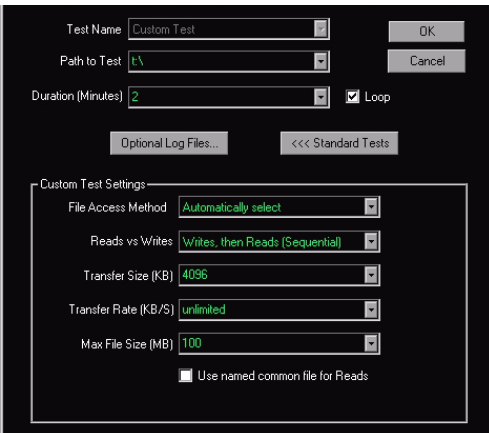 Test Name Custom Test OK
Path to Test t:\ Cancel
Duration (Minutes) 2 Loop
Optional Log Files... <<< Standard Tests
Custom Test Settings
File Access Method Automatically select
Reads vs Writes Writes, then Reads (Sequential)
Transfer Size (KB) 4096
Transfer Rate (KB/S) unlimited
Max File Size (MB) 100
Use named common file for Reads